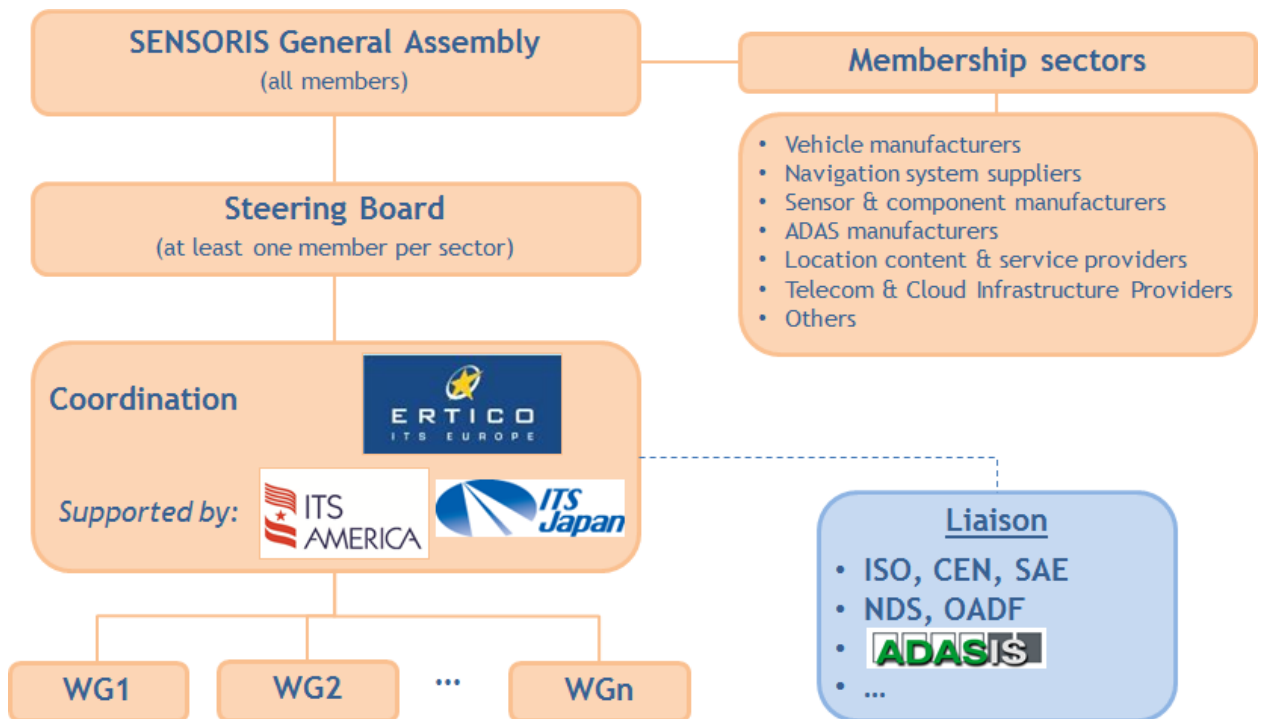 SENSORIS General Assembly
(all members)
Membership sectors
• Vehicle manufacturers
• Navigation system suppliers
• Sensor & component manufacturers
• ADAS manufacturers
• Location content & service providers
• Telecom & Cloud Infrastructure Providers
• Others
Steering Board
(at least one member per sector)
Coordination
ERTICO
ITS EUROPE
Supported by:
ITS
AMERICA
ITS
Japan
Liaison
• ISO, CEN, SAE
• NDS, OADF
• ADASIS
• ...
WG1
WG2
...
WGn